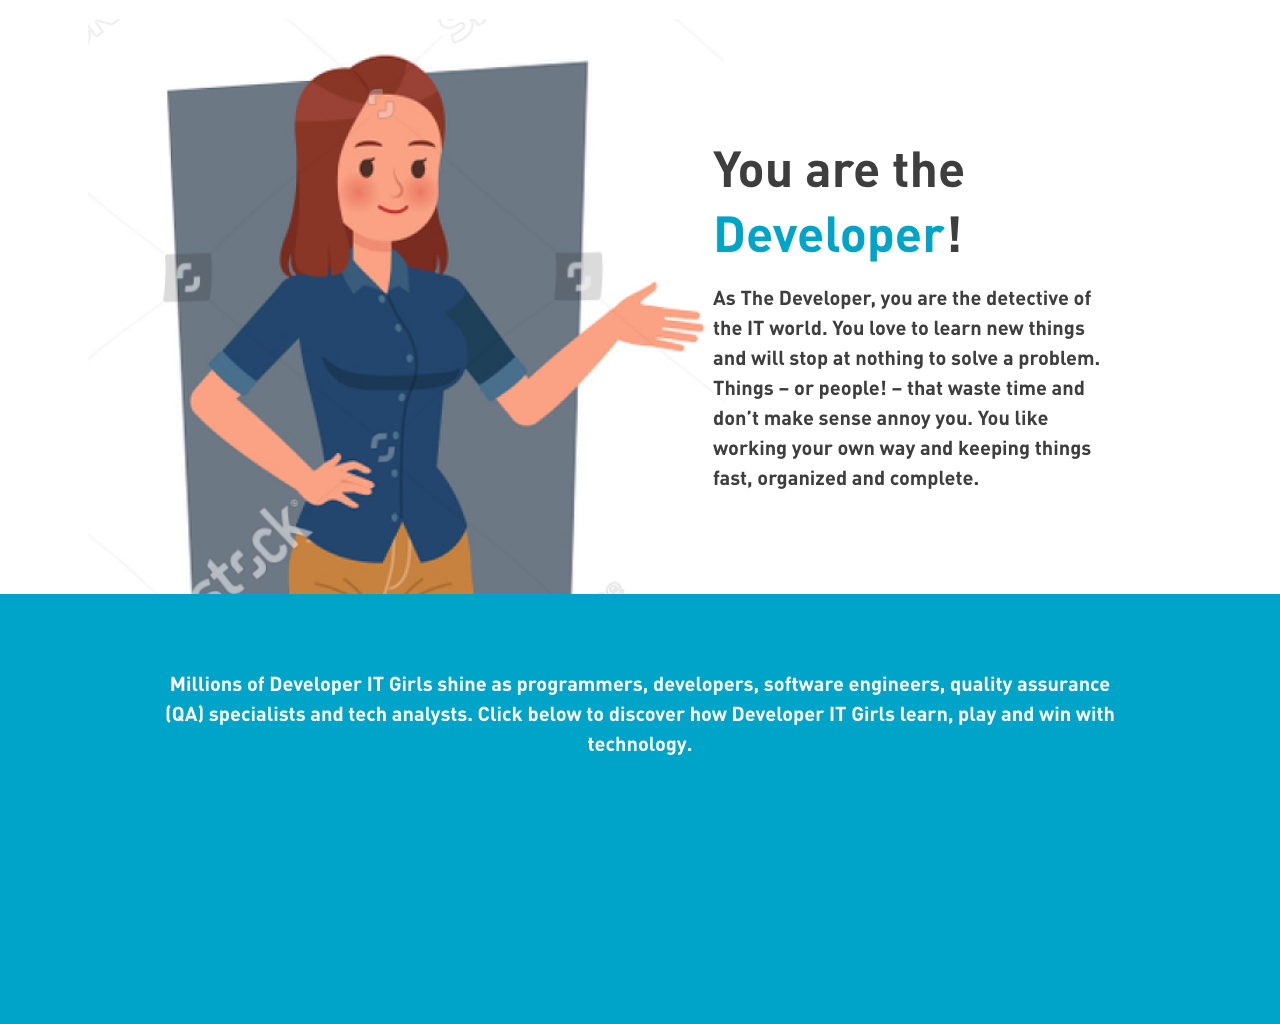 You are the
Developer!
As The Developer, you are the detective of
the IT world. You love to learn new things
and will stop at nothing to solve a problem.
Things – or people! – that waste time and
don’t make sense annoy you. You like
working your own way and keeping things
fast, organized and complete.
stock®
Millions of Developer IT Girls shine as programmers, developers, software engineers, quality assurance
(QA) specialists and tech analysts. Click below to discover how Developer IT Girls learn, play and win with
technology.